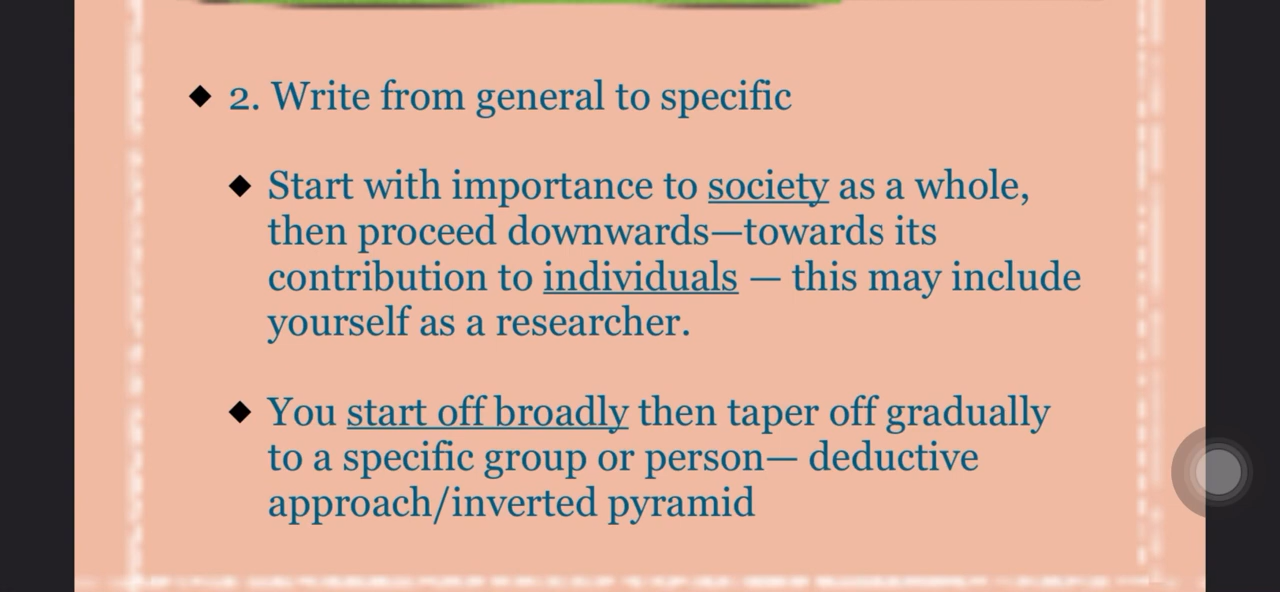 ◆ 2. Write from general to specific
◆ Start with importance to society as a whole,
then proceed downwards—towards its
contribution to individuals — this may include
yourself as a researcher.
◆ You start off broadly then taper off gradually
to a specific group or person— deductive
approach/inverted pyramid